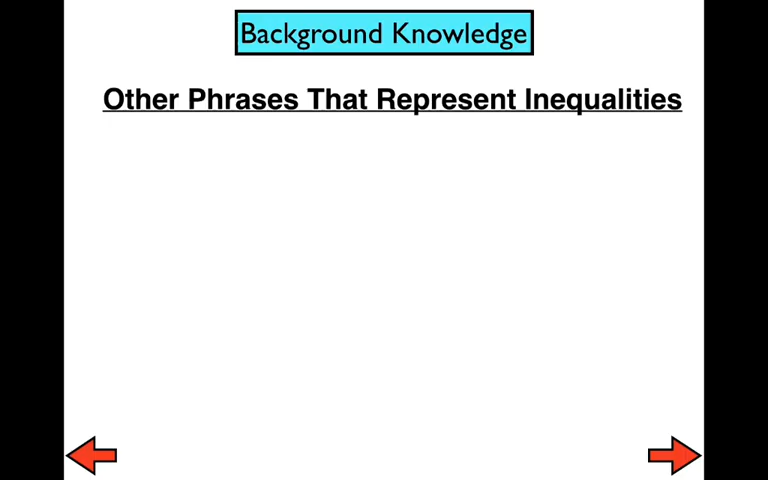 Background Knowledge
Other Phrases That Represent Inequalities